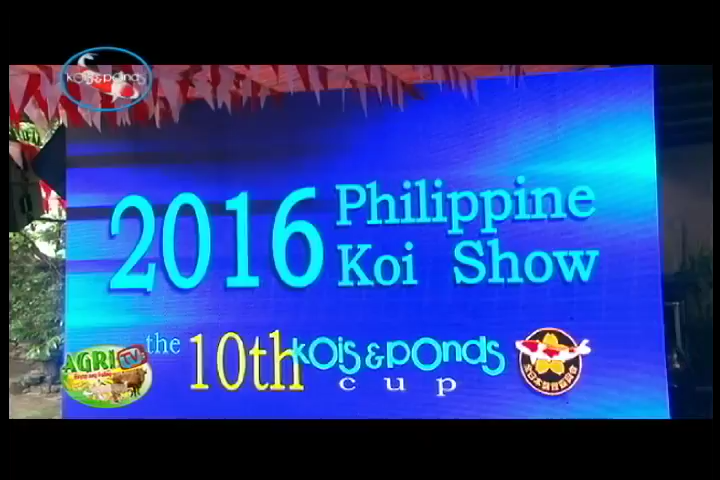 kOis&pOnds
2016 Philippine
Koi Show
the 10th kOis&pOnds
cup
AGRI TV